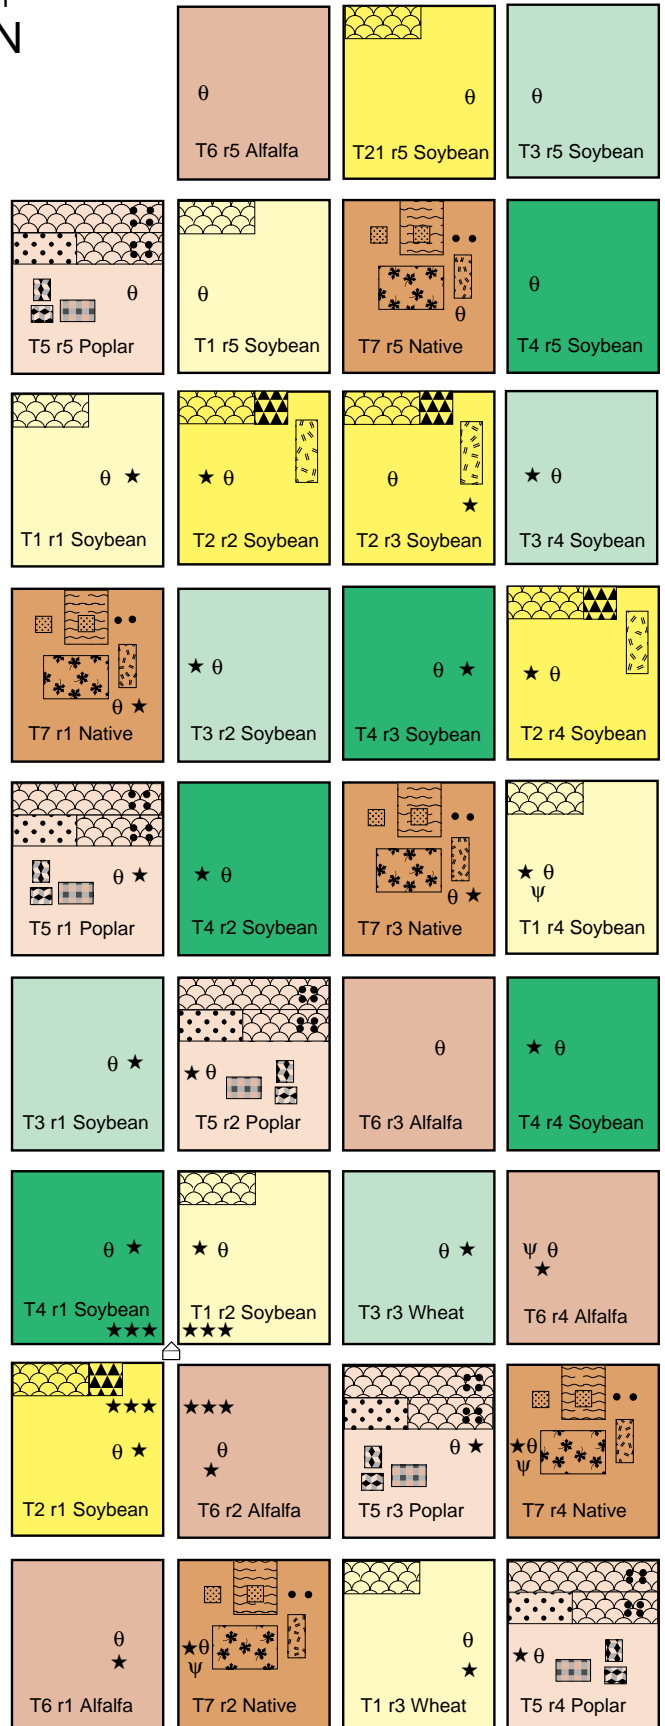 N
θ
θ
θ
T6 r5 Alfalfa
T21 r5 Soybean
T3 r5 Soybean
θ
θ
θ
θ
T5 r5 Poplar
T1 r5 Soybean
T7 r5 Native
T4 r5 Soybean
θ ★
★ θ
θ
★
★ θ
T1 r1 Soybean
T2 r2 Soybean
T2 r3 Soybean
T3 r4 Soybean
θ ★
★ θ
θ ★
★ θ
T7 r1 Native
T3 r2 Soybean
T4 r3 Soybean
T2 r4 Soybean
θ ★
★ θ
θ ★
★ θ
ψ
T5 r1 Poplar
T4 r2 Soybean
T7 r3 Native
T1 r4 Soybean
θ ★
★ θ
θ
★ θ
T3 r1 Soybean
T5 r2 Poplar
T6 r3 Alfalfa
T4 r4 Soybean
θ ★
★ θ
θ ★
ψ θ
★
T4 r1 Soybean
T1 r2 Soybean
T3 r3 Wheat
T6 r4 Alfalfa
★★★
★★★
★★★
★★★
θ ★
θ
★
θ ★
★θ
ψ
T2 r1 Soybean
T6 r2 Alfalfa
T5 r3 Poplar
T7 r4 Native
θ
★
★θ
ψ
θ
★
★ θ
T6 r1 Alfalfa
T7 r2 Native
T1 r3 Wheat
T5 r4 Poplar